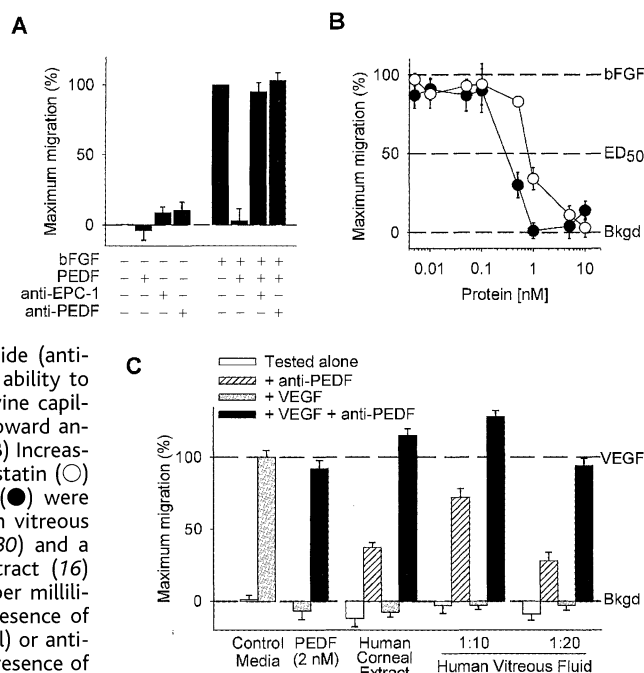 A
Maximum migration (%)
100
50
0
bFGF − − − − + + + +
PEDF − + − − − + + +
anti-EPC-1 − − + − − − + −
anti-PEDF − − − + − − − +
B
Maximum migration (%)
100
50
0
bFGF
ED50
Bkgd
0.01 0.1 1 10
Protein [nM]
ide (anti-
ability to
vine capil-
oward an-
3) Increas-
statin (○)
(●) were
n vitreous
30) and a
tract (16)
per millili-
esence of
l) or anti-
resence of
C
Tested alone
+ anti-PEDF
+ VEGF
+ VEGF + anti-PEDF
Maximum migration (%)
100
50
0
VEGF
Bkgd
Control Media
PEDF (2 nM)
Human Corneal Extract
1:10 1:20
Human Vitreous Fluid